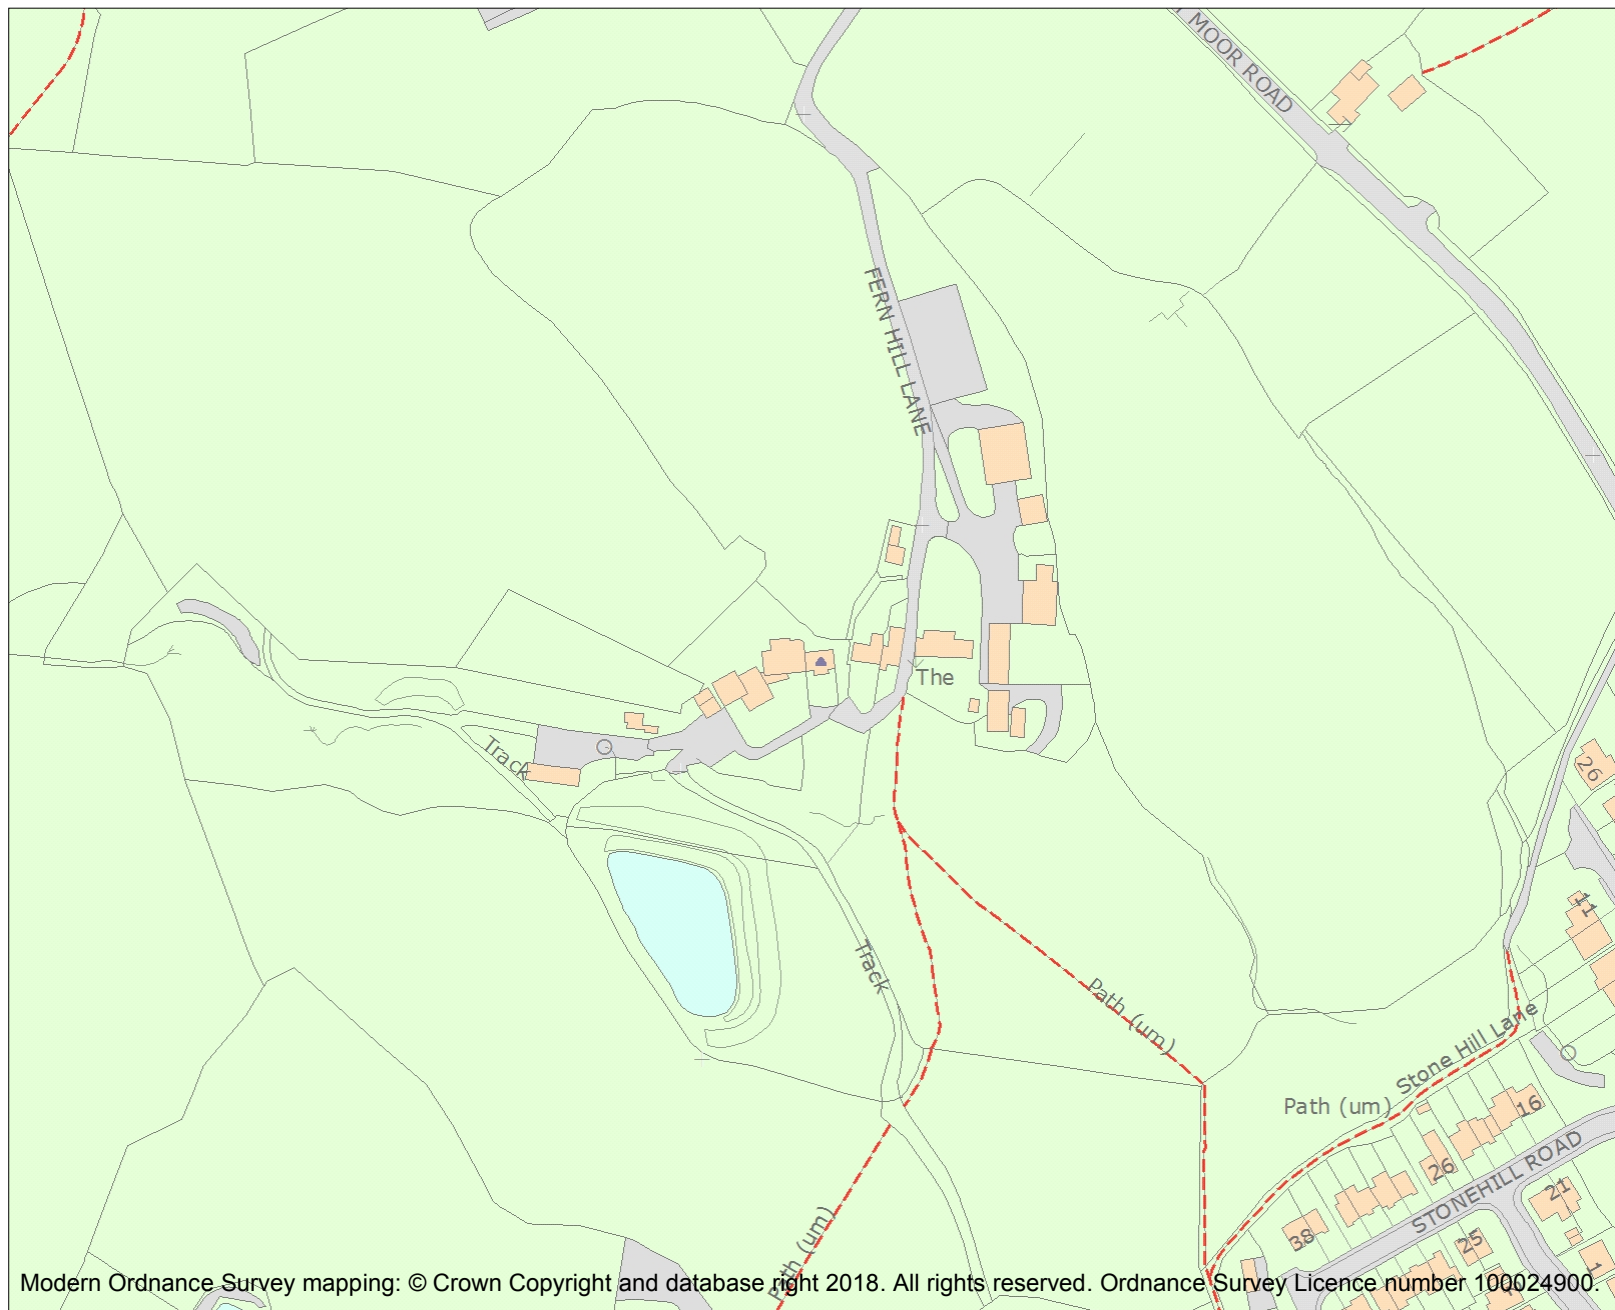 MOOR ROAD
FERN HILL LANE
The
Track
26
11
Track
Path (um)
Stone Hill Lane
Path (um)
16
26
STONEHILL ROAD
21
38
25
1
Path (um)
Modern Ordnance Survey mapping: © Crown Copyright and database right 2018. All rights reserved. Ordnance Survey Licence number 100024900.